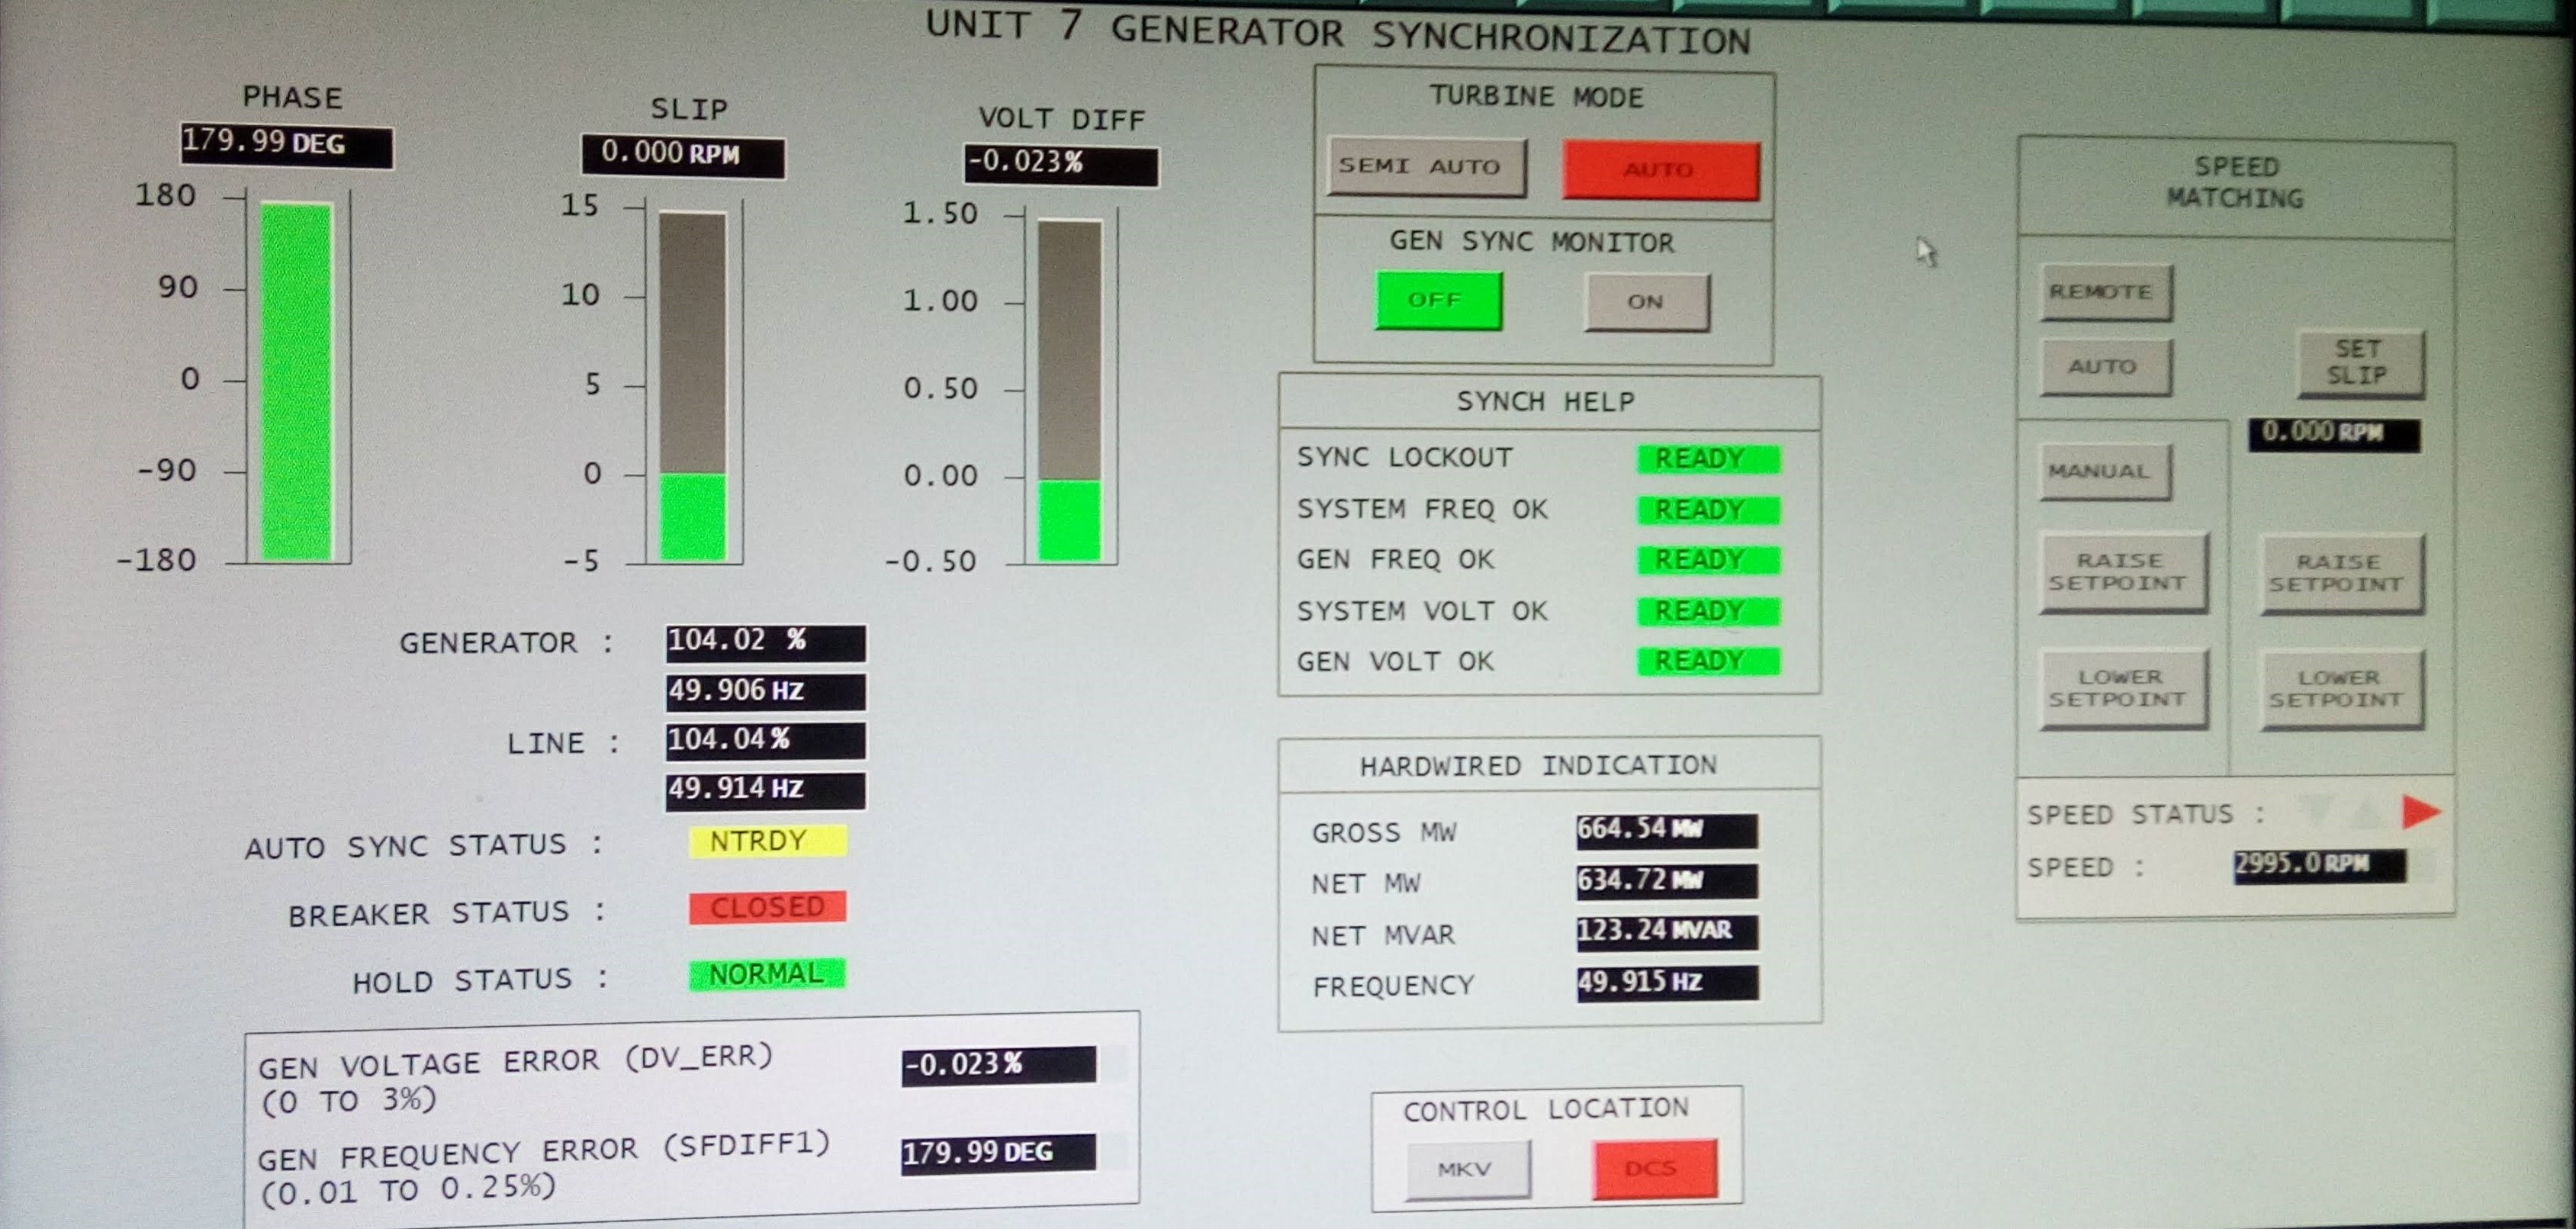 UNIT 7 GENERATOR SYNCHRONIZATION
PHASE
179.99 DEG
180
90
0
-90
-180
SLIP
0.000 RPM
15
10
5
0
-5
VOLT DIFF
-0.023%
1.50
1.00
0.50
0.00
-0.50
GENERATOR : 104.02 %
49.906 HZ
LINE : 104.04%
49.914 HZ
AUTO SYNC STATUS : NTRDY
BREAKER STATUS : CLOSED
HOLD STATUS : NORMAL
GEN VOLTAGE ERROR (DV_ERR) -0.023%
(0 TO 3%)
GEN FREQUENCY ERROR (SFDIFF1) 179.99 DEG
(0.01 TO 0.25%)
TURBINE MODE
SEMI AUTO AUTO
GEN SYNC MONITOR
OFF ON
SYNCH HELP
SYNC LOCKOUT READY
SYSTEM FREQ OK READY
GEN FREQ OK READY
SYSTEM VOLT OK READY
GEN VOLT OK READY
HARDWIRED INDICATION
GROSS MW 664.54 MW
NET MW 634.72 MW
NET MVAR 123.24 MVAR
FREQUENCY 49.915 HZ
CONTROL LOCATION
MKV DCS
SPEED
MATCHING
REMOTE
AUTO
SET
SLIP
0.000 RPM
MANUAL
RAISE
SETPOINT
RAISE
SETPOINT
LOWER
SETPOINT
LOWER
SETPOINT
SPEED STATUS :
SPEED : 2995.0 RPM